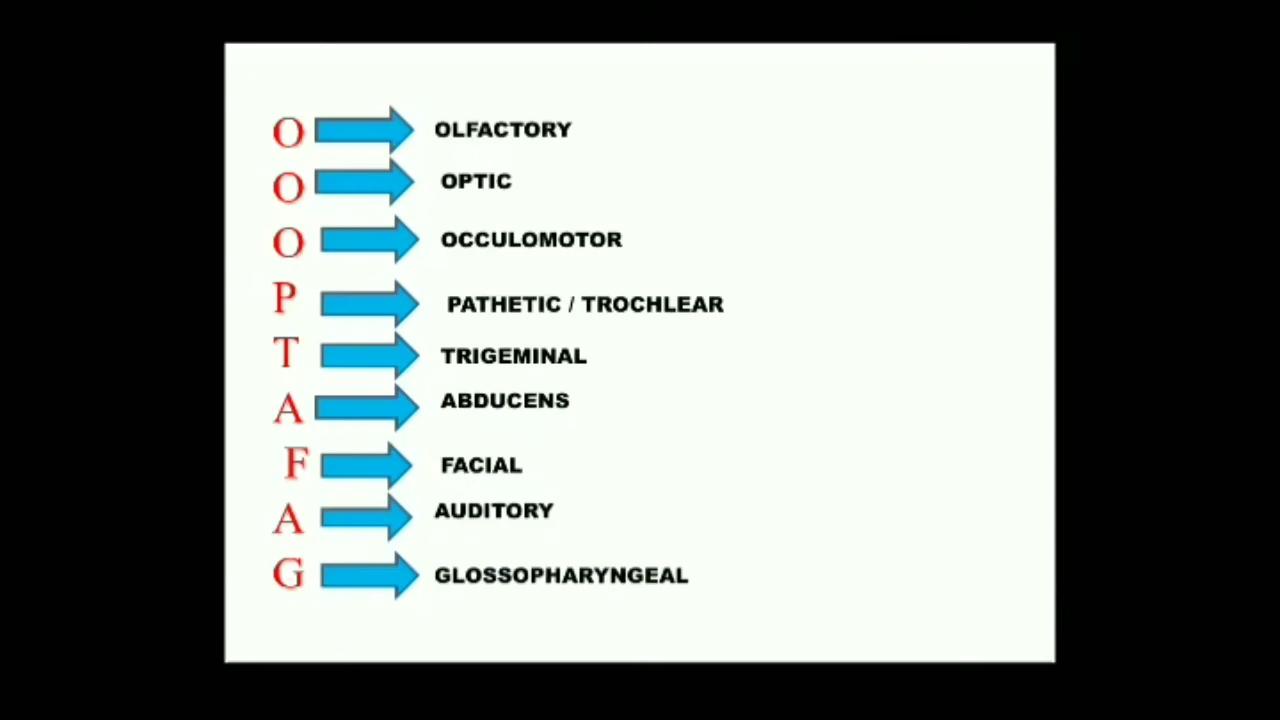 O OLFACTORY
O OPTIC
O OCCULOMOTOR
P PATHETIC / TROCHLEAR
T TRIGEMINAL
A ABDUCENS
F FACIAL
A AUDITORY
G GLOSSOPHARYNGEAL